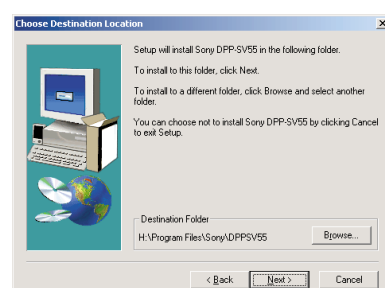 Choose Destination Location
Setup will install Sony DPP-SV55 in the following folder.
To install to this folder, click Next.
To install to a different folder, click Browse and select another
folder.
You can choose not to install Sony DPP-SV55 by clicking Cancel
to exit Setup.
Destination Folder
H:\Program Files\Sony\DPPSV55
Browse...
< Back
Next >
Cancel